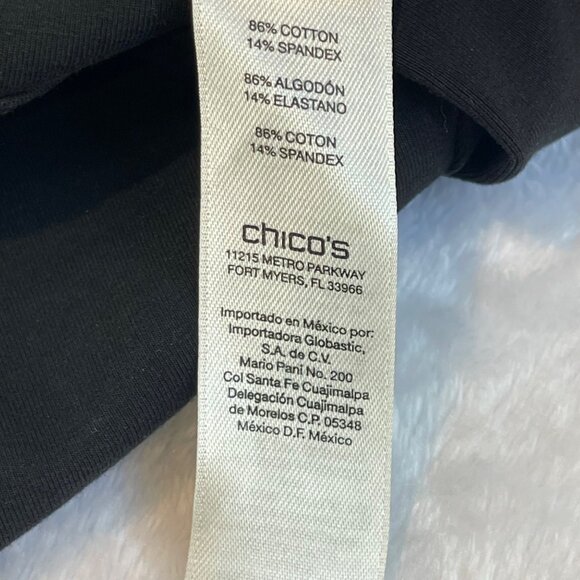 86% COTTON
14% SPANDEX
86% ALGODÓN
14% ELASTANO
86% COTON
14% SPANDEX
chico's
11215 METRO PARKWAY
FORT MYERS, FL 33966
Importado en México por:
Importadora Globastic,
S.A. de C.V.
Mario Pani No. 200
Col Santa Fe Cuajimalpa
Delegación Cuajimalpa
de Morelos C.P. 05348
México D.F. México